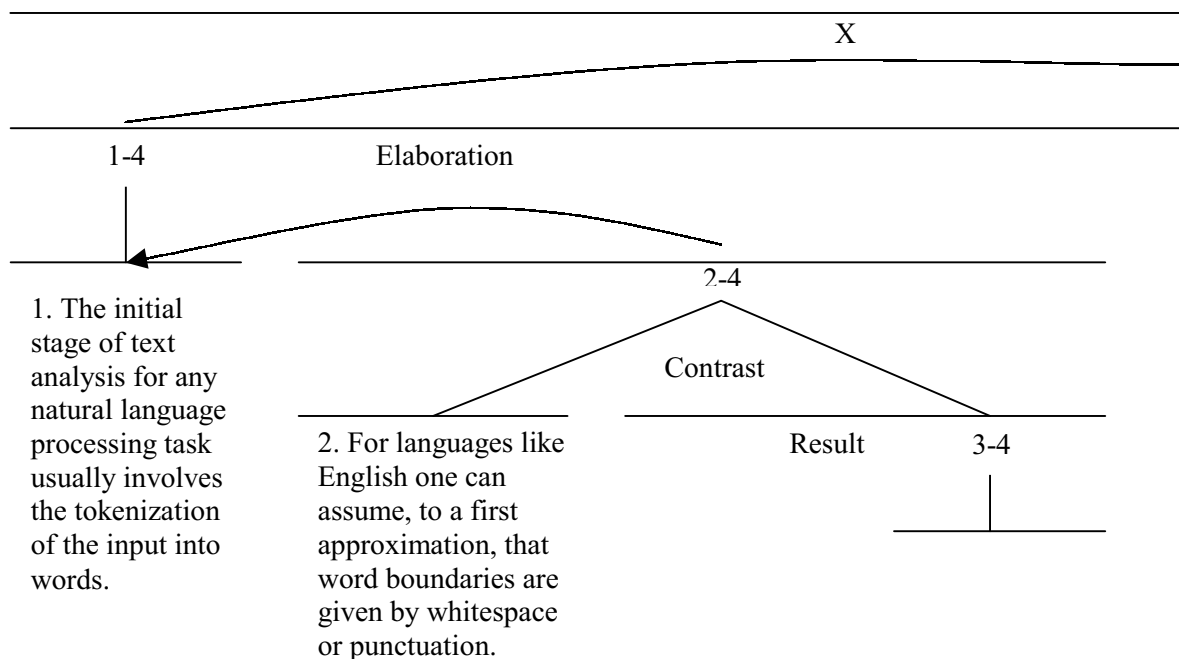 X
1-4
Elaboration
2-4
1. The initial
stage of text
analysis for any
natural language
processing task
usually involves
the tokenization
of the input into
words.
Contrast
2. For languages like
English one can
assume, to a first
approximation, that
word boundaries are
given by whitespace
or punctuation.
Result
3-4